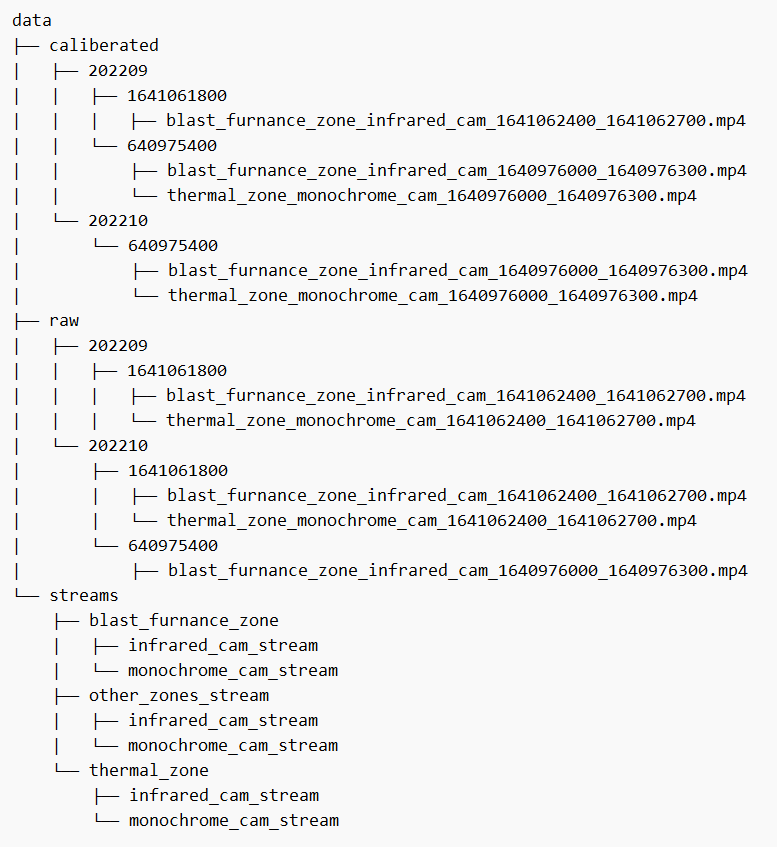 data
├── caliberated
│   ├── 202209
│   │   ├── 1641061800
│   │   │   ├── blast_furnance_zone_infrared_cam_1641062400_1641062700.mp4
│   │   └── 640975400
│   │       ├── blast_furnance_zone_infrared_cam_1640976000_1640976300.mp4
│   │       └── thermal_zone_monochrome_cam_1640976000_1640976300.mp4
│   └── 202210
│       └── 640975400
│           ├── blast_furnance_zone_infrared_cam_1640976000_1640976300.mp4
│           └── thermal_zone_monochrome_cam_1640976000_1640976300.mp4
├── raw
│   ├── 202209
│   │   ├── 1641061800
│   │   │   ├── blast_furnance_zone_infrared_cam_1641062400_1641062700.mp4
│   │   │   └── thermal_zone_monochrome_cam_1641062400_1641062700.mp4
│   └── 202210
│       ├── 1641061800
│       │   ├── blast_furnance_zone_infrared_cam_1641062400_1641062700.mp4
│       │   └── thermal_zone_monochrome_cam_1641062400_1641062700.mp4
│       └── 640975400
│           ├── blast_furnance_zone_infrared_cam_1640976000_1640976300.mp4
└── streams
    ├── blast_furnance_zone
    │   ├── infrared_cam_stream
    │   └── monochrome_cam_stream
    ├── other_zones_stream
    │   ├── infrared_cam_stream
    │   └── monochrome_cam_stream
    └── thermal_zone
        ├── infrared_cam_stream
        └── monochrome_cam_stream